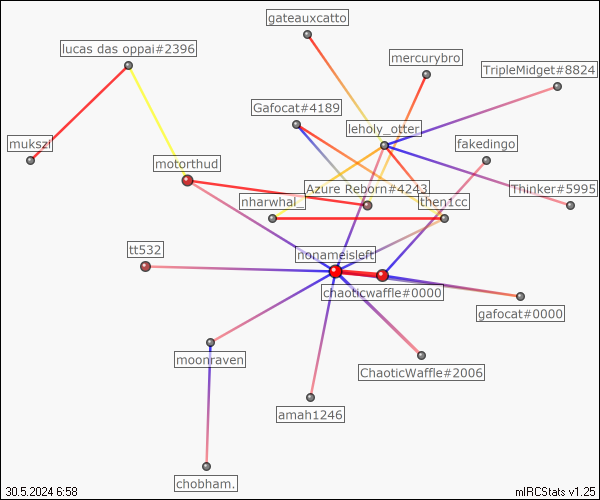 gateauxcatto
lucas das oppai#2396
mercurybro
TripleMidget#8824
Gafocat#4189
leholy_otter
mukszi
fakedingo
motorthud
Azure Reborn#4243
Thinker#5995
nharwhal_
then1cc
tt532
nonameisleft
chaoticwaffle#0000
gafocat#0000
moonraven
ChaoticWaffle#2006
amah1246
chobham.
30.5.2024 6:58
mIRCStats v1.25